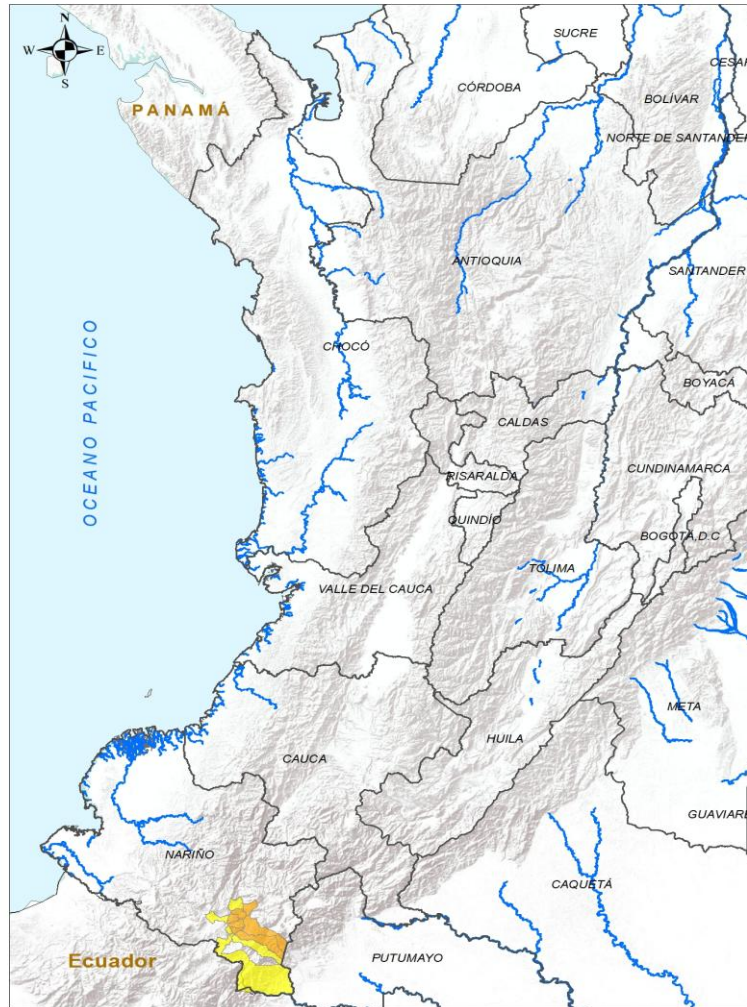 N
W E
S
SUCRE
CESAR
CÓRDOBA
BOLÍVAR
PANAMÁ
NORTE DE SANTANDER
ANTIOQUIA
SANTANDER
OCEANO PACIFICO
CHOCÓ
BOYACÁ
CALDAS
CUNDINAMARCA
RISARALDA
QUINDÍO
BOGOTÁ, D.C
TOLIMA
VALLE DEL CAUCA
META
HUILA
CAUCA
GUAVIARE
NARIÑO
CAQUETÁ
Ecuador
PUTUMAYO